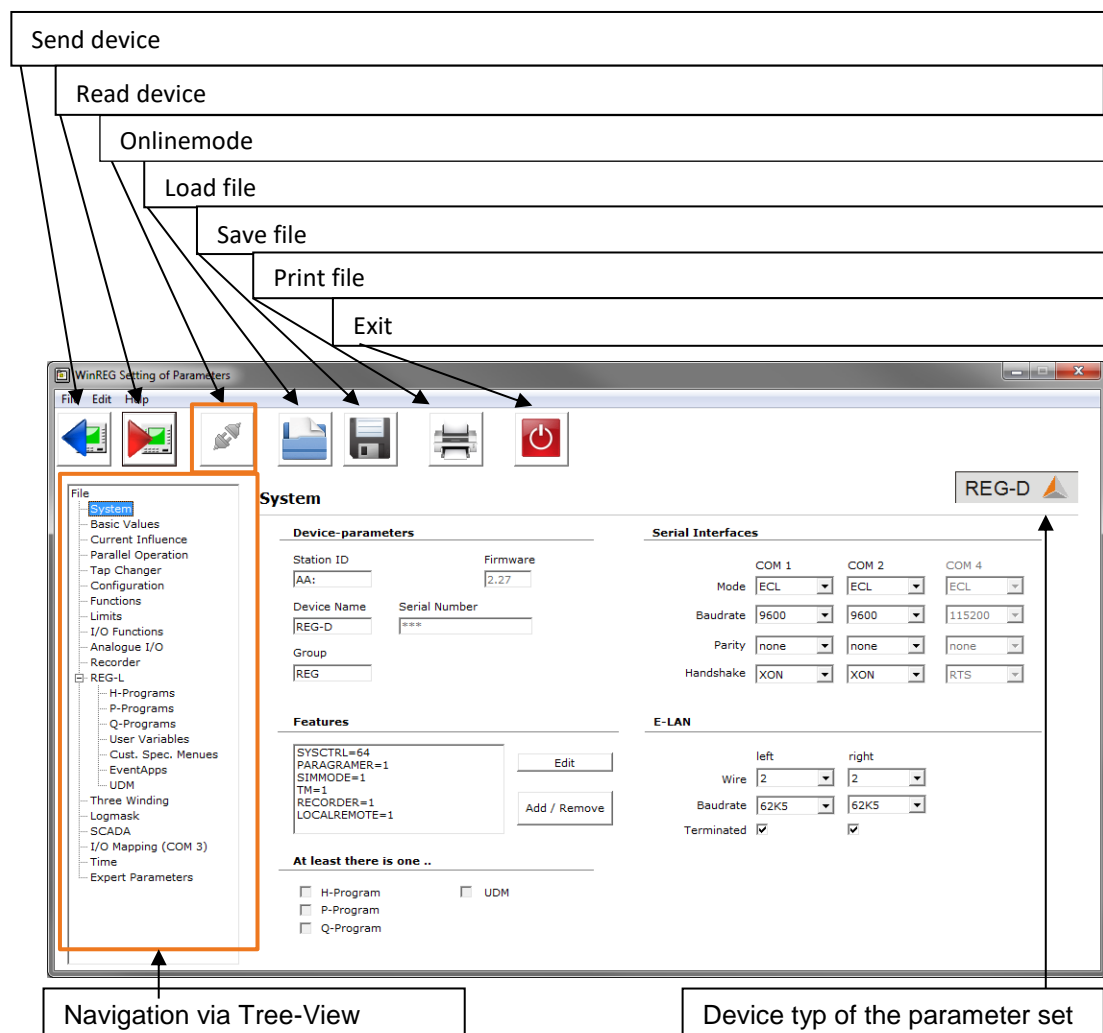 Send device
Read device
Onlinemode
Load file
Save file
Print file
Exit
WinREG Setting of Parameters
File Edit Help
REG-D
File
System
Basic Values
Current Influence
Parallel Operation
Tap Changer
Configuration
Functions
Limits
I/O Functions
Analogue I/O
Recorder
REG-L
H-Programs
P-Programs
Q-Programs
User Variables
Cust. Spec. Menues
EventApps
UDM
Three Winding
Logmask
SCADA
I/O Mapping (COM 3)
Time
Expert Parameters
System
Device-parameters
Station ID Firmware
AA: 2.27
Device Name Serial Number
REG-D ***
Group
REG
Features
SYSCTRL=64
PARAGRAMER=1
SIMMODE=1
TM=1
RECORDER=1
LOCALREMOTE=1
Edit
Add / Remove
At least there is one ..
H-Program UDM
P-Program
Q-Program
Serial Interfaces
COM 1 COM 2 COM 4
Mode ECL ECL ECL
Baudrate 9600 9600 115200
Parity none none none
Handshake XON XON RTS
E-LAN
left right
Wire 2 2
Baudrate 62K5 62K5
Terminated
Navigation via Tree-View
Device typ of the parameter set